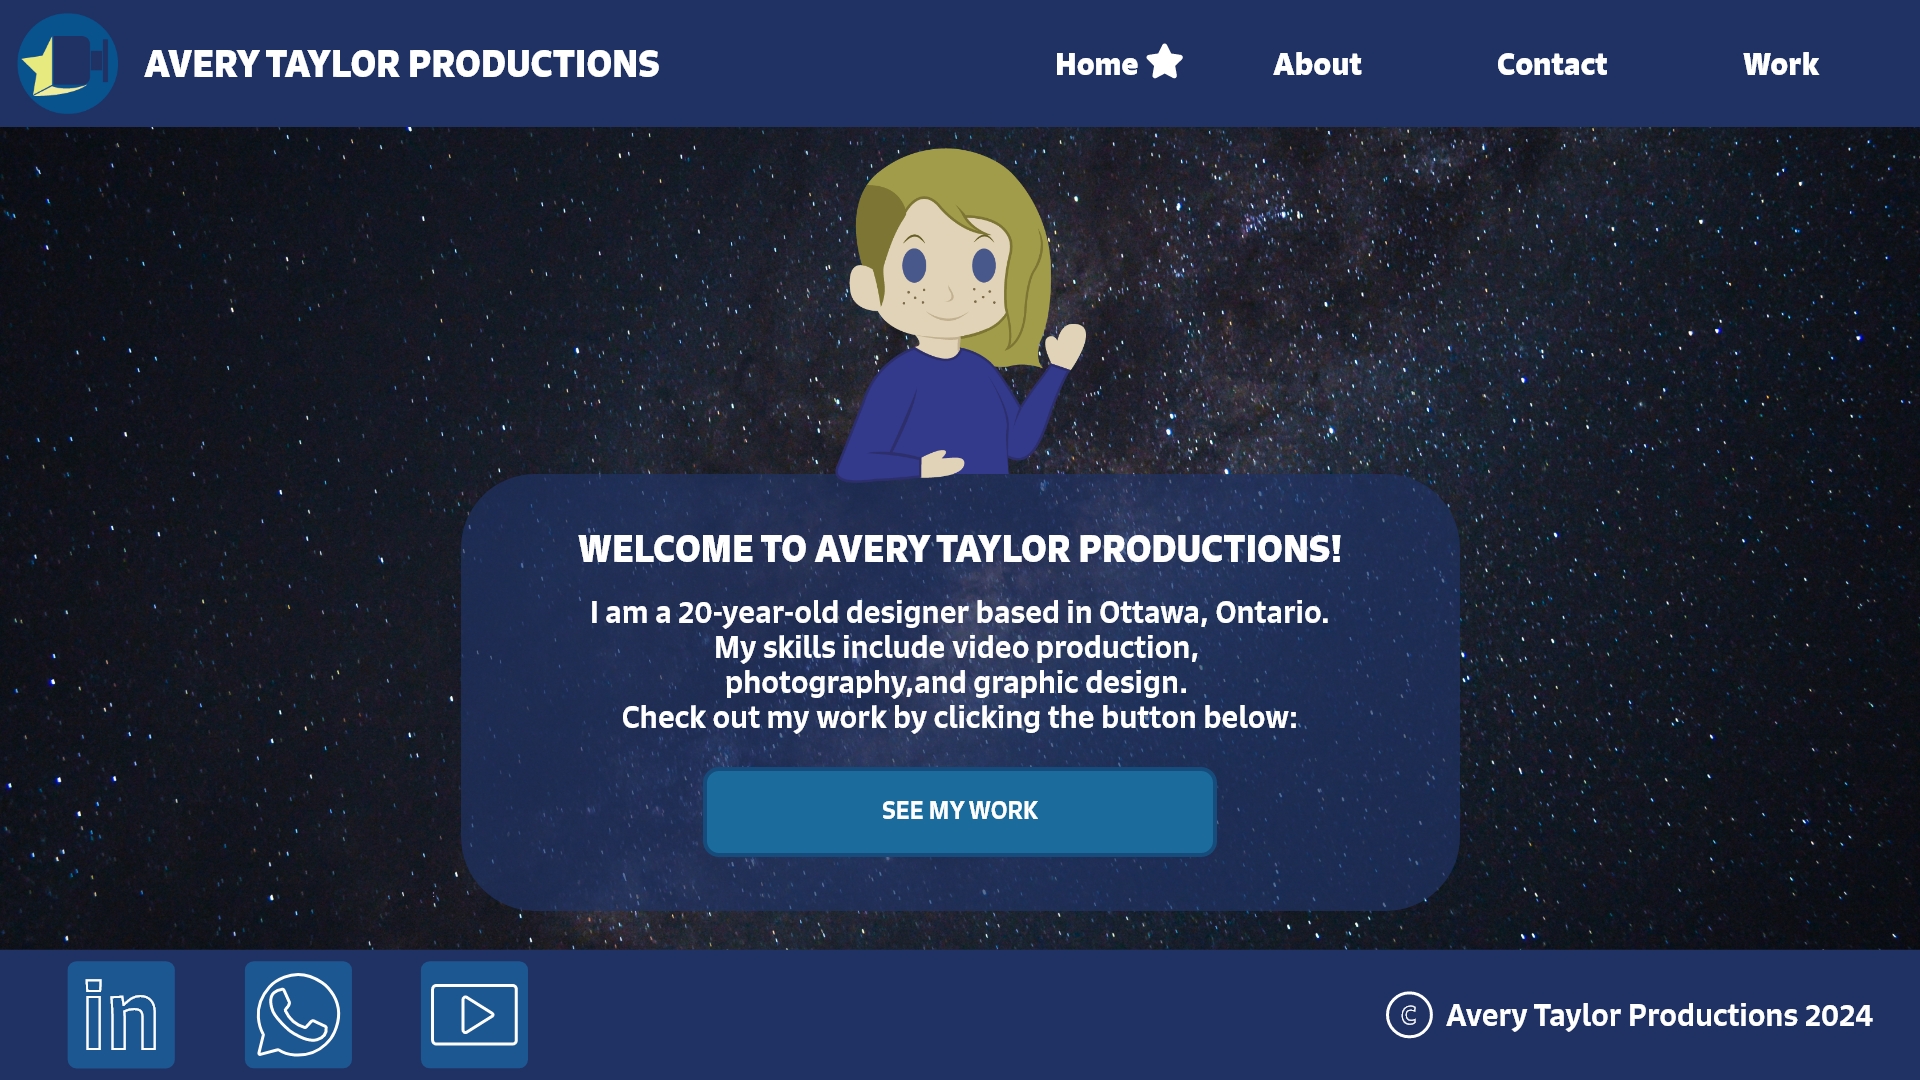 AVERY TAYLOR PRODUCTIONS
Home
About
Contact
Work
WELCOME TO AVERY TAYLOR PRODUCTIONS!
I am a 20-year-old designer based in Ottawa, Ontario.
My skills include video production,
photography,and graphic design.
Check out my work by clicking the button below:
SEE MY WORK
in
© Avery Taylor Productions 2024